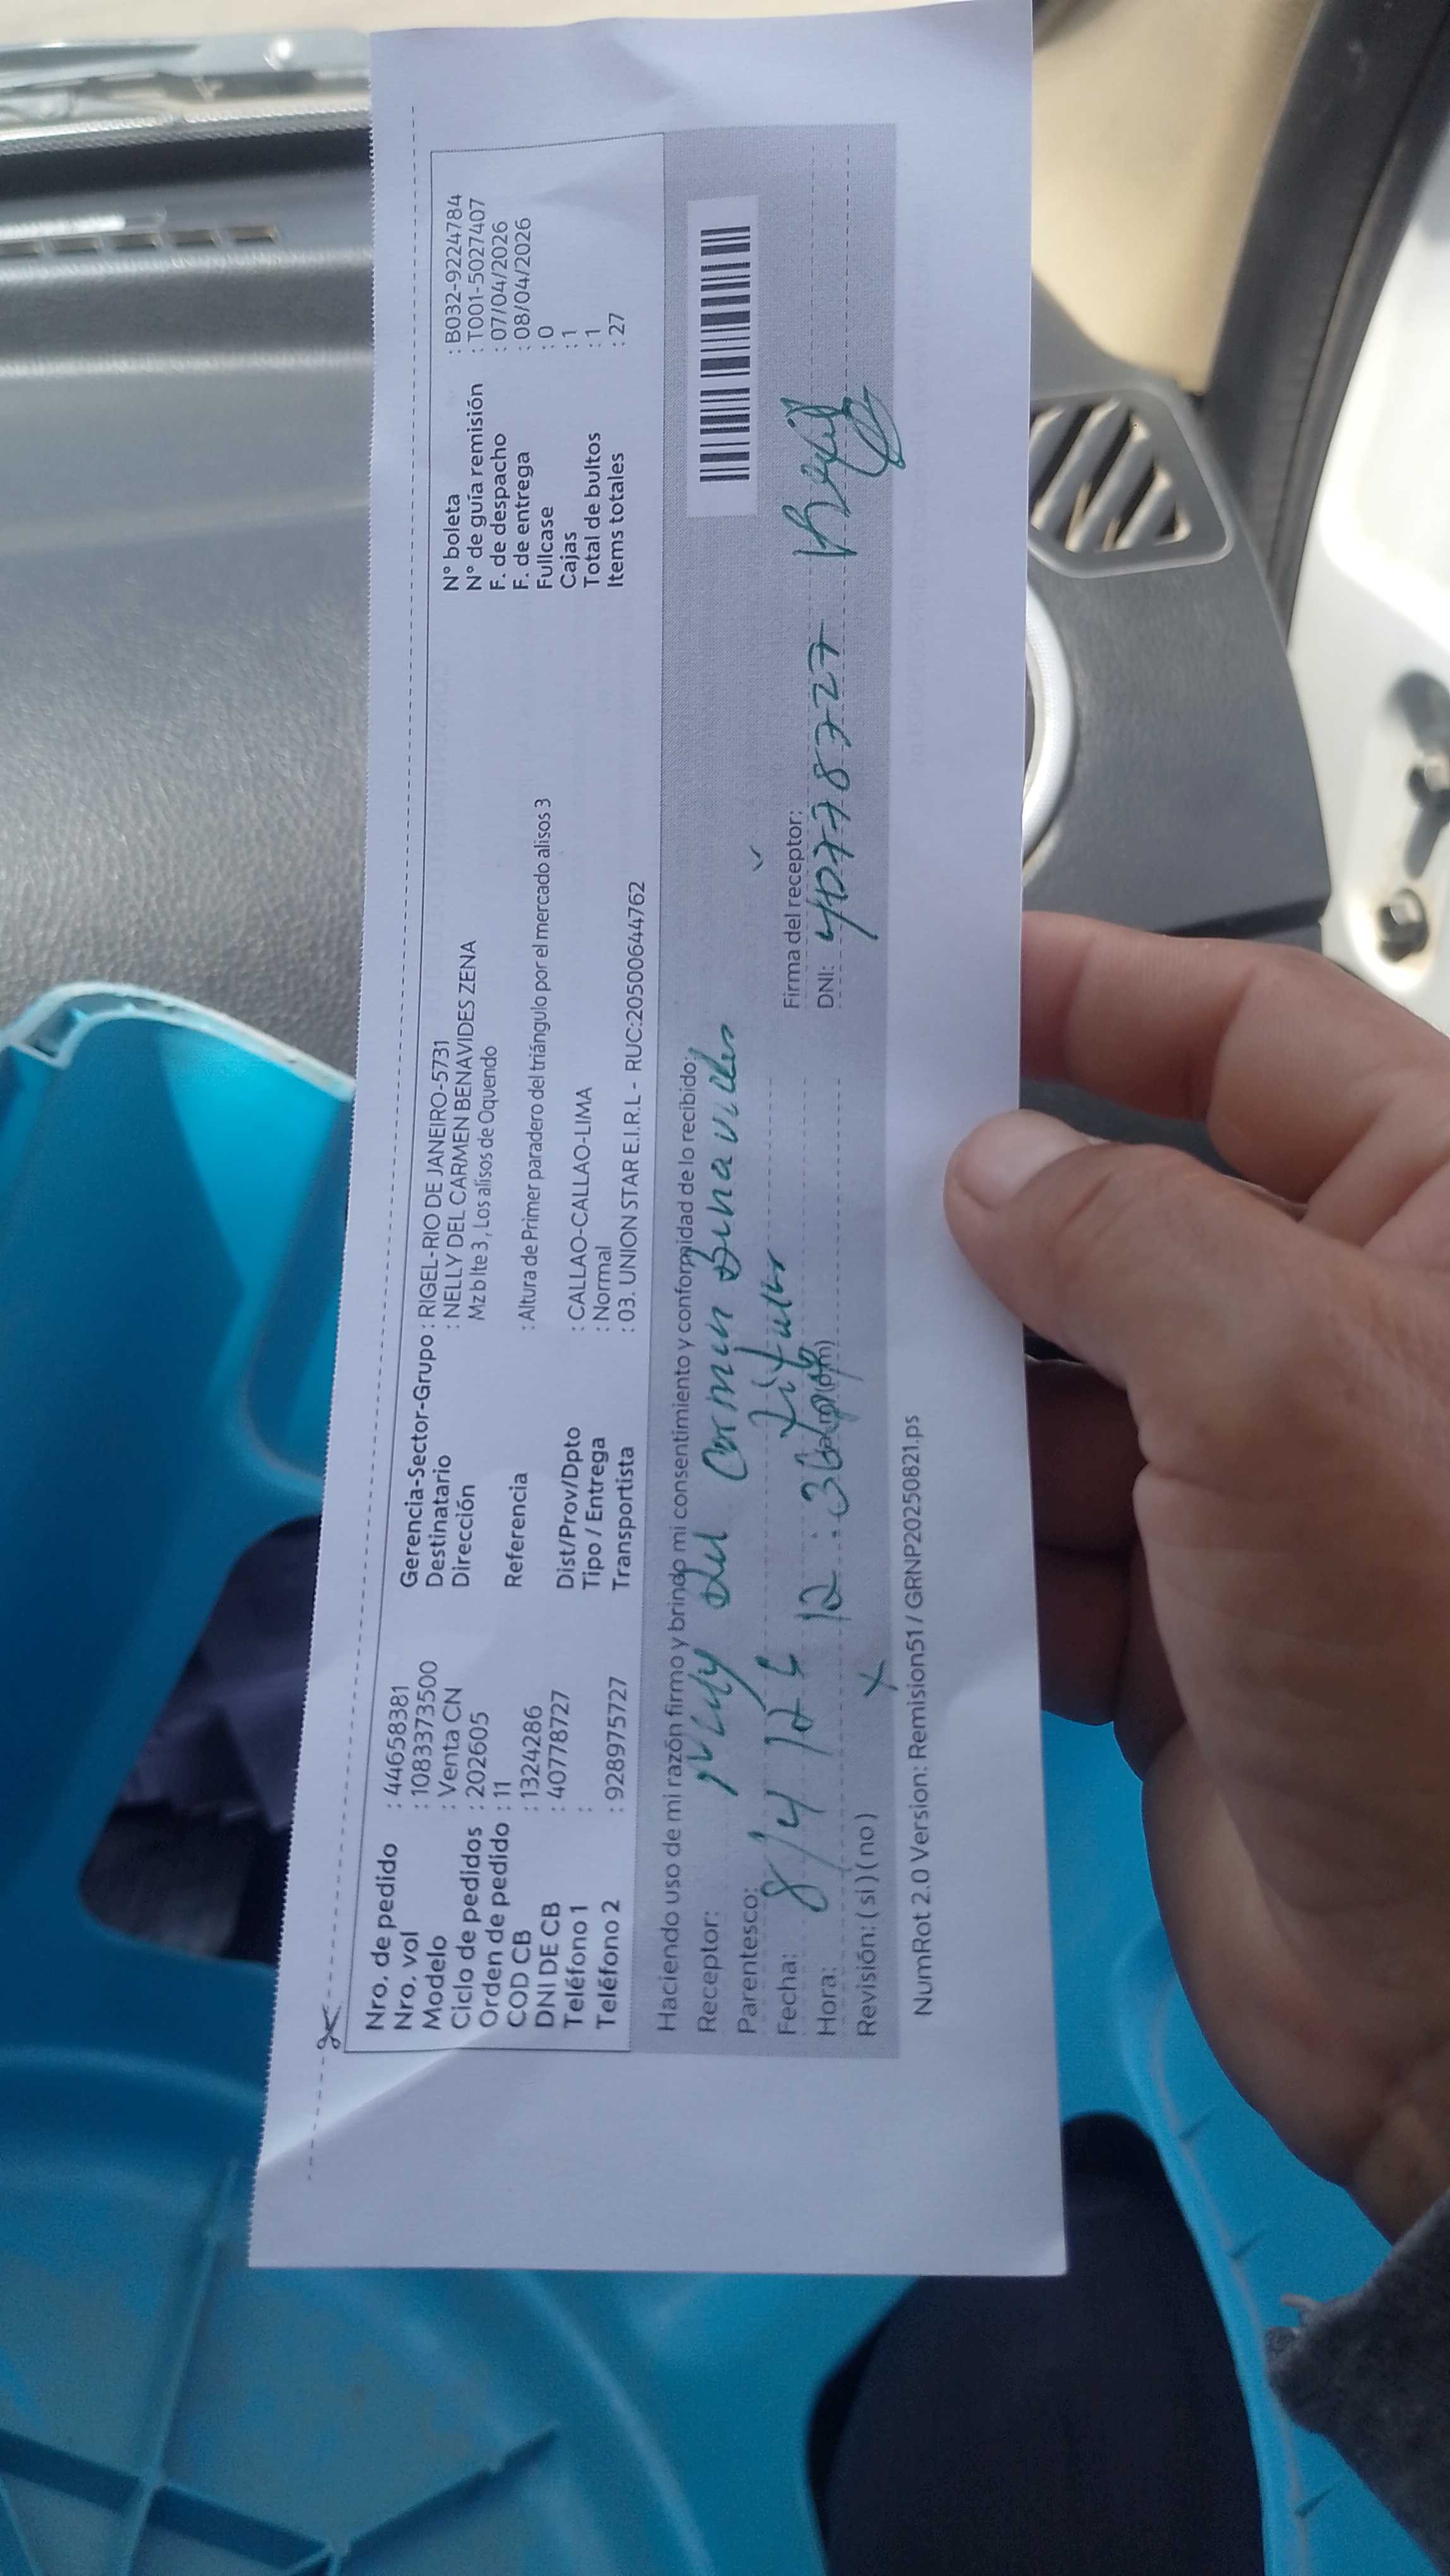 Nro. de pedido : 44658381
Nro. vol : 1083373500
Modelo : Venta CN
Ciclo de pedidos : 202605
Orden de pedido : 11
COD CB : 1324286
DNI DE CB : 40778727
Teléfono 1 :
Teléfono 2 : 928975727
Gerencia-Sector-Grupo : RIGEL-RIO DE JANEIRO-5731
Destinatario : NELLY DEL CARMEN BENAVIDES ZENA
Dirección Mz b lte 3 , Los alisos de Oquendo
Referencia : Altura de Primer paradero del triángulo por el mercado alisos 3
Dist/Prov/Dpto : CALLAO-CALLAO-LIMA
Tipo / Entrega : Normal
Transportista : 03. UNION STAR E.I.R.L - RUC:20500644762
N° boleta : B032-9224784
N° de guía remisión : T001-5027407
F. de despacho : 07/04/2026
F. de entrega : 08/04/2026
Fullcase : 0
Cajas : 1
Total de bultos : 1
Items totales : 27
Haciendo uso de mi razón firmo y brindo mi consentimiento y conformidad de lo recibido:
Receptor: Nelly del Carmen Benavides
Parentesco: Titular
Fecha: 8/4/26
Hora: 12:36 (am) (pm)
Revisión: ( si ) ( no ) X
Firma del receptor:
DNI: 40778727
NumRot 2.0 Version: Remision51 / GRNP20250821.ps